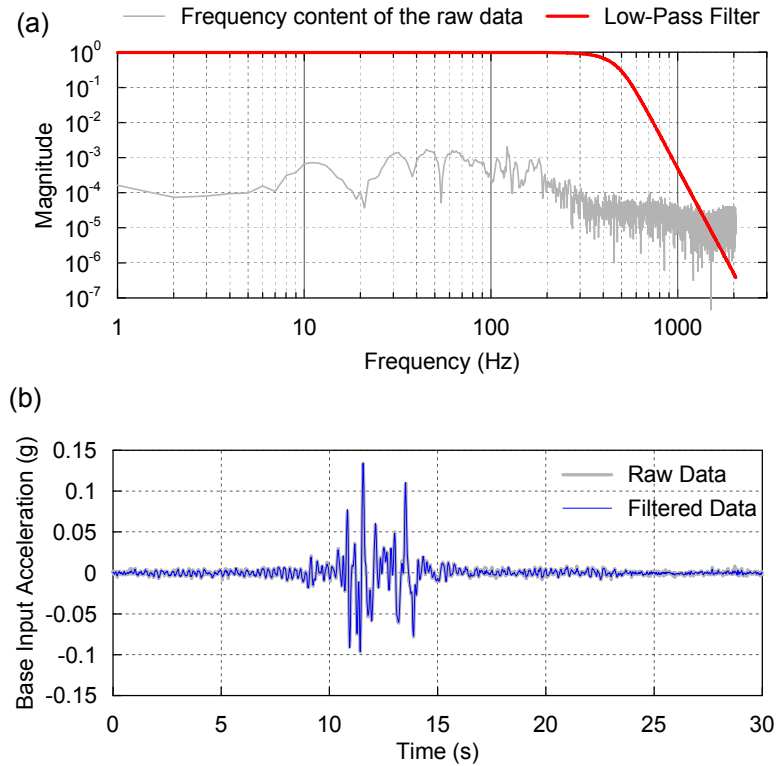 (a)
Frequency content of the raw data
Low-Pass Filter
Magnitude
10^0
10^-1
10^-2
10^-3
10^-4
10^-5
10^-6
10^-7
1
10
100
1000
Frequency (Hz)
(b)
Base Input Acceleration (g)
0.15
0.1
0.05
0
-0.05
-0.1
-0.15
Raw Data
Filtered Data
0
5
10
15
20
25
30
Time (s)